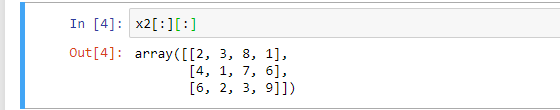 In [4]: x2[:][:]
Out[4]: array([[2, 3, 8, 1],
[4, 1, 7, 6],
[6, 2, 3, 9]])